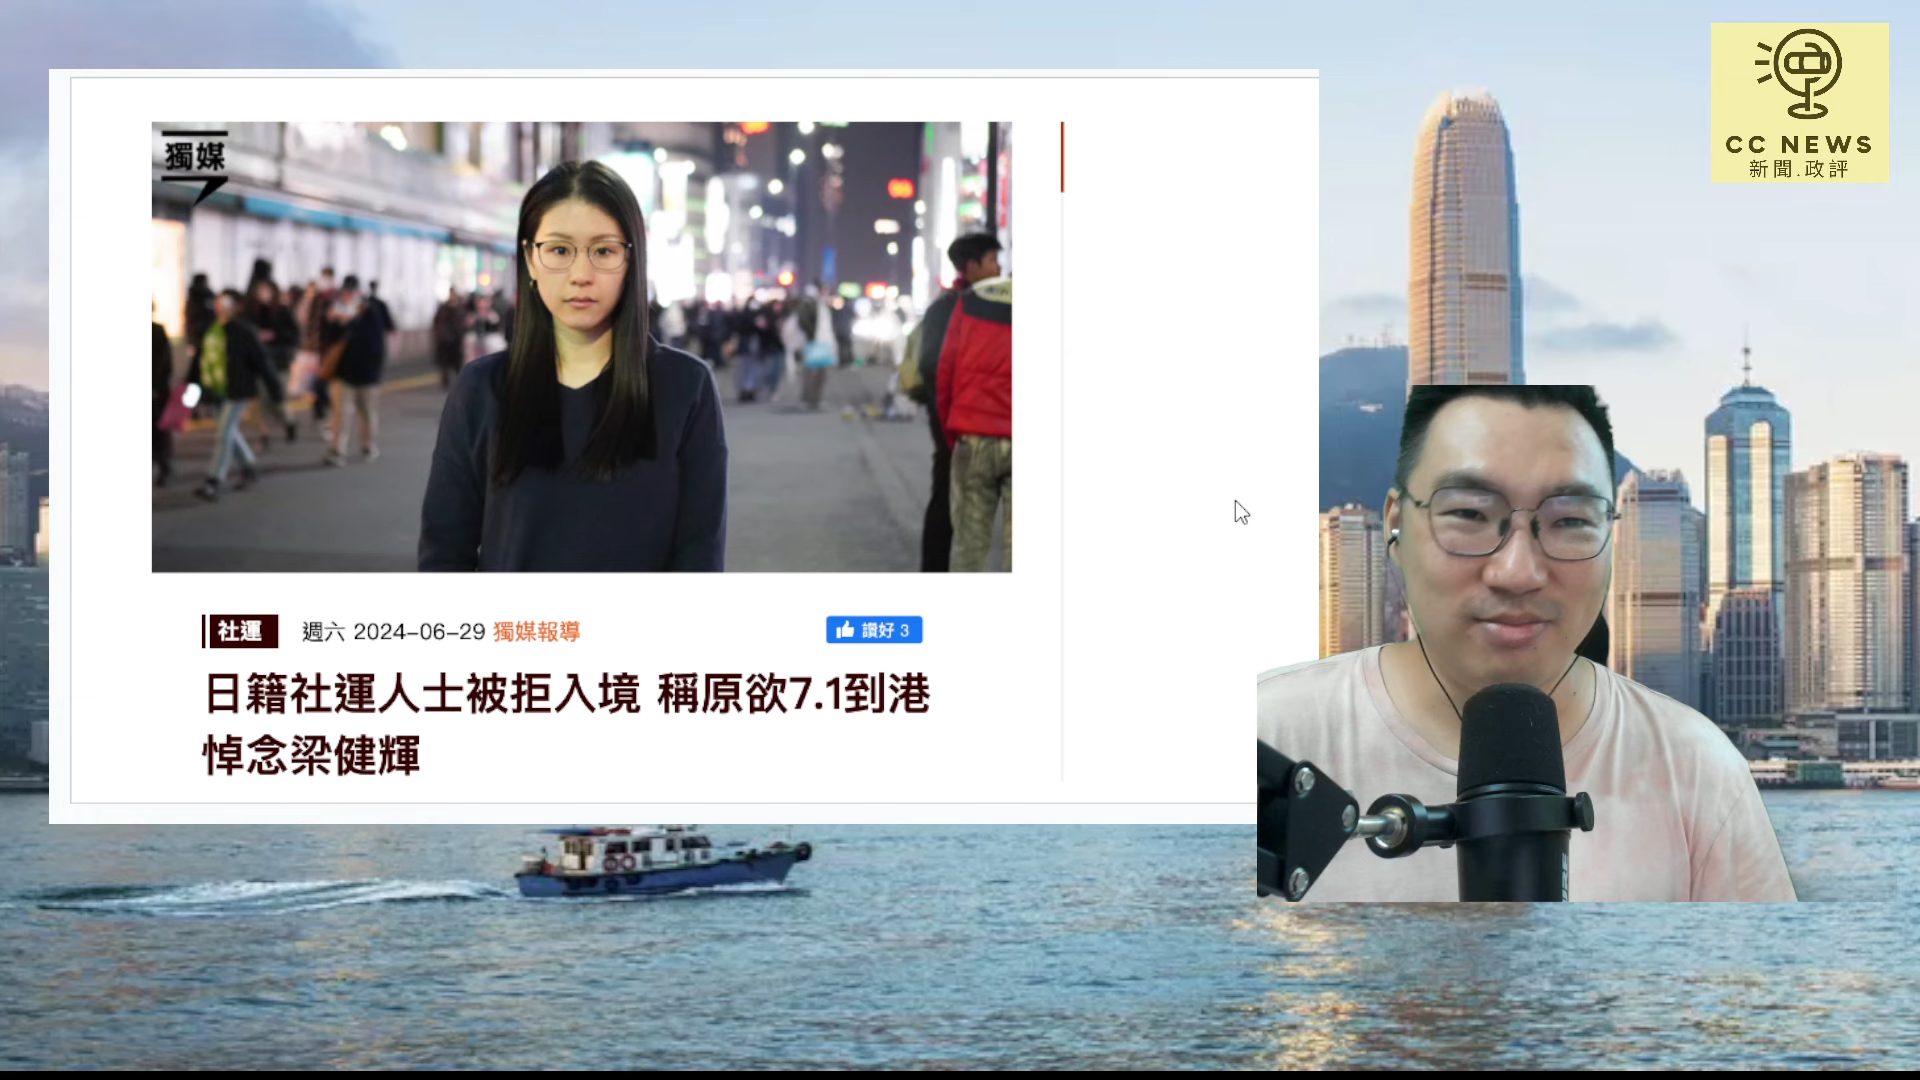 獨媒
CC NEWS
新聞.政評
社運 週六 2024-06-29 獨媒報導
讚好 3
日籍社運人士被拒入境 稱原欲7.1到港
悼念梁健輝